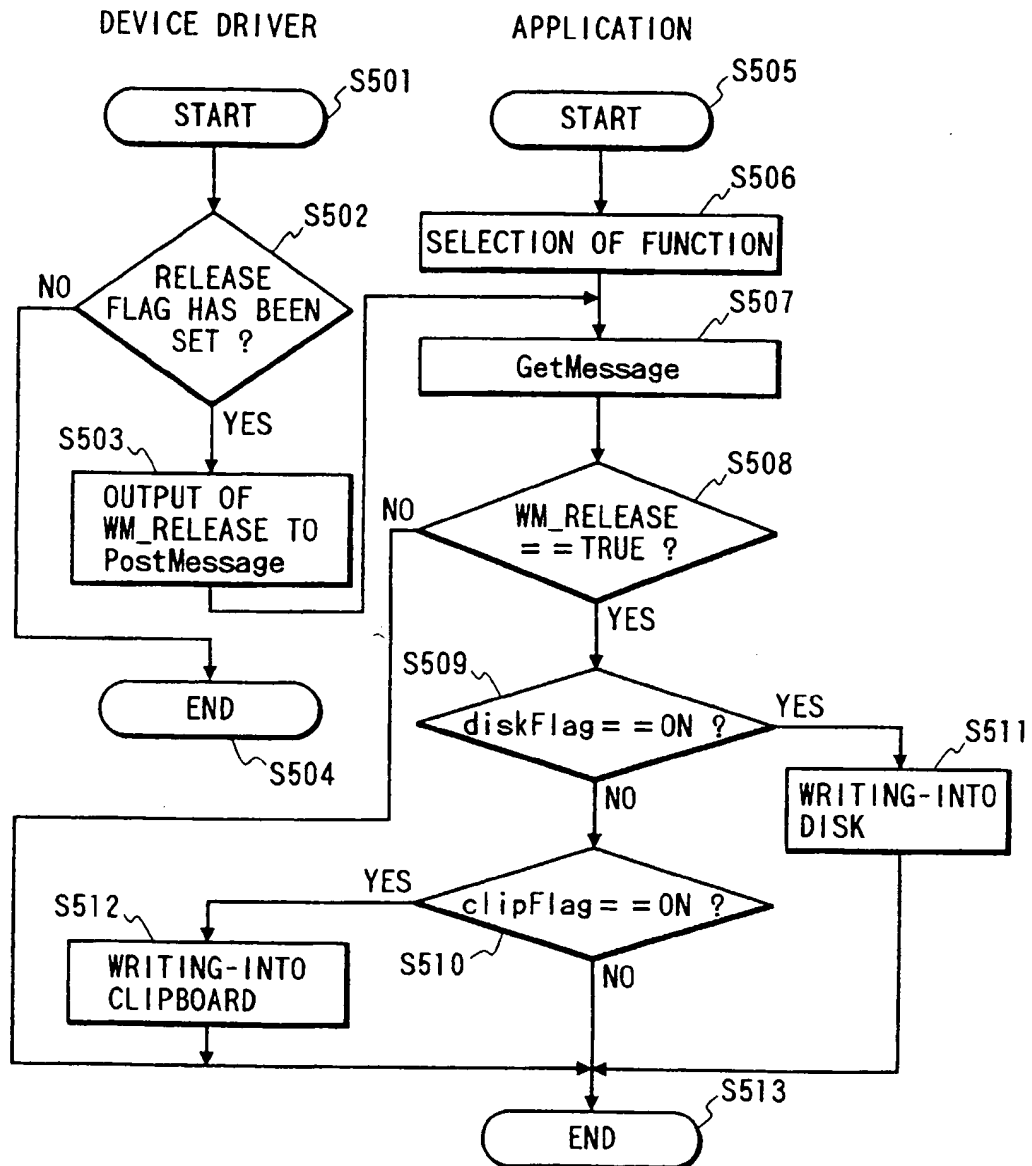 DEVICE DRIVER
APPLICATION
S501
START
S505
START
S502
RELEASE
FLAG HAS BEEN
SET ?
NO
YES
S506
SELECTION OF FUNCTION
S507
GetMessage
S503
OUTPUT OF
WM_RELEASE TO
PostMessage
S508
WM_RELEASE
==TRUE ?
NO
YES
END
S504
S509
diskFlag==ON ?
YES
NO
S511
WRITING-INTO
DISK
clipFlag==ON ?
YES
S510
NO
S512
WRITING-INTO
CLIPBOARD
S513
END